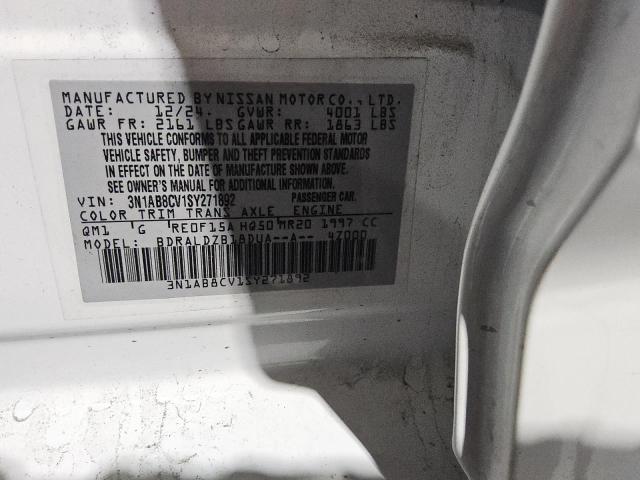 MANUFACTURED BY NISSAN MOTOR CO., LTD.
DATE: 12/24 GVWR: 4001 LBS
GAWR FR: 2161 LBS GAWR RR: 1863 LBS
THIS VEHICLE CONFORMS TO ALL APPLICABLE FEDERAL MOTOR
VEHICLE SAFETY, BUMPER AND THEFT PREVENTION STANDARDS
IN EFFECT ON THE DATE OF MANUFACTURE SHOWN ABOVE.
SEE OWNER'S MANUAL FOR ADDITIONAL INFORMATION.
VIN: 3N1AB8CV1SY271892 PASSENGER CAR.
COLOR TRIM TRANS AXLE ENGINE
QM1 G RE0F15A HQ50 MR20 1997 CC
MODEL: BDRALDZB18DUA--A-- 47000
3N1AB8CV1SY271892